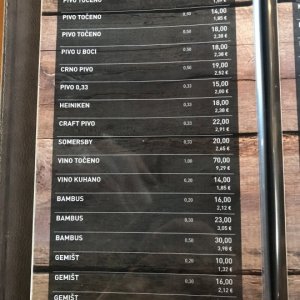 PIVO TOČENO
1,85 €
PIVO TOČENO 0,30 14,00
1,85 €
PIVO TOČENO 0,50 18,00
2,38 €
PIVO U BOCI 0,50 18,00
2,38 €
CRNO PIVO 0,50 19,00
2,52 €
PIVO 0,33 0,33 15,00
2,00 €
HEINIKEN 0,33 18,00
2,38 €
CRAFT PIVO 0,33 22,00
2,91 €
SOMERSBY 0,33 20,00
2,65 €
VINO TOČENO 1,00 70,00
9,29 €
VINO KUHANO 0,20 14,00
1,85 €
BAMBUS 0,20 16,00
2,12 €
BAMBUS 0,30 23,00
3,05 €
BAMBUS 0,50 30,00
3,98 €
GEMIŠT 0,20 10,00
1,32 €
GEMIŠT 0,30 16,00
2,12 €
GEMIŠT 0,50